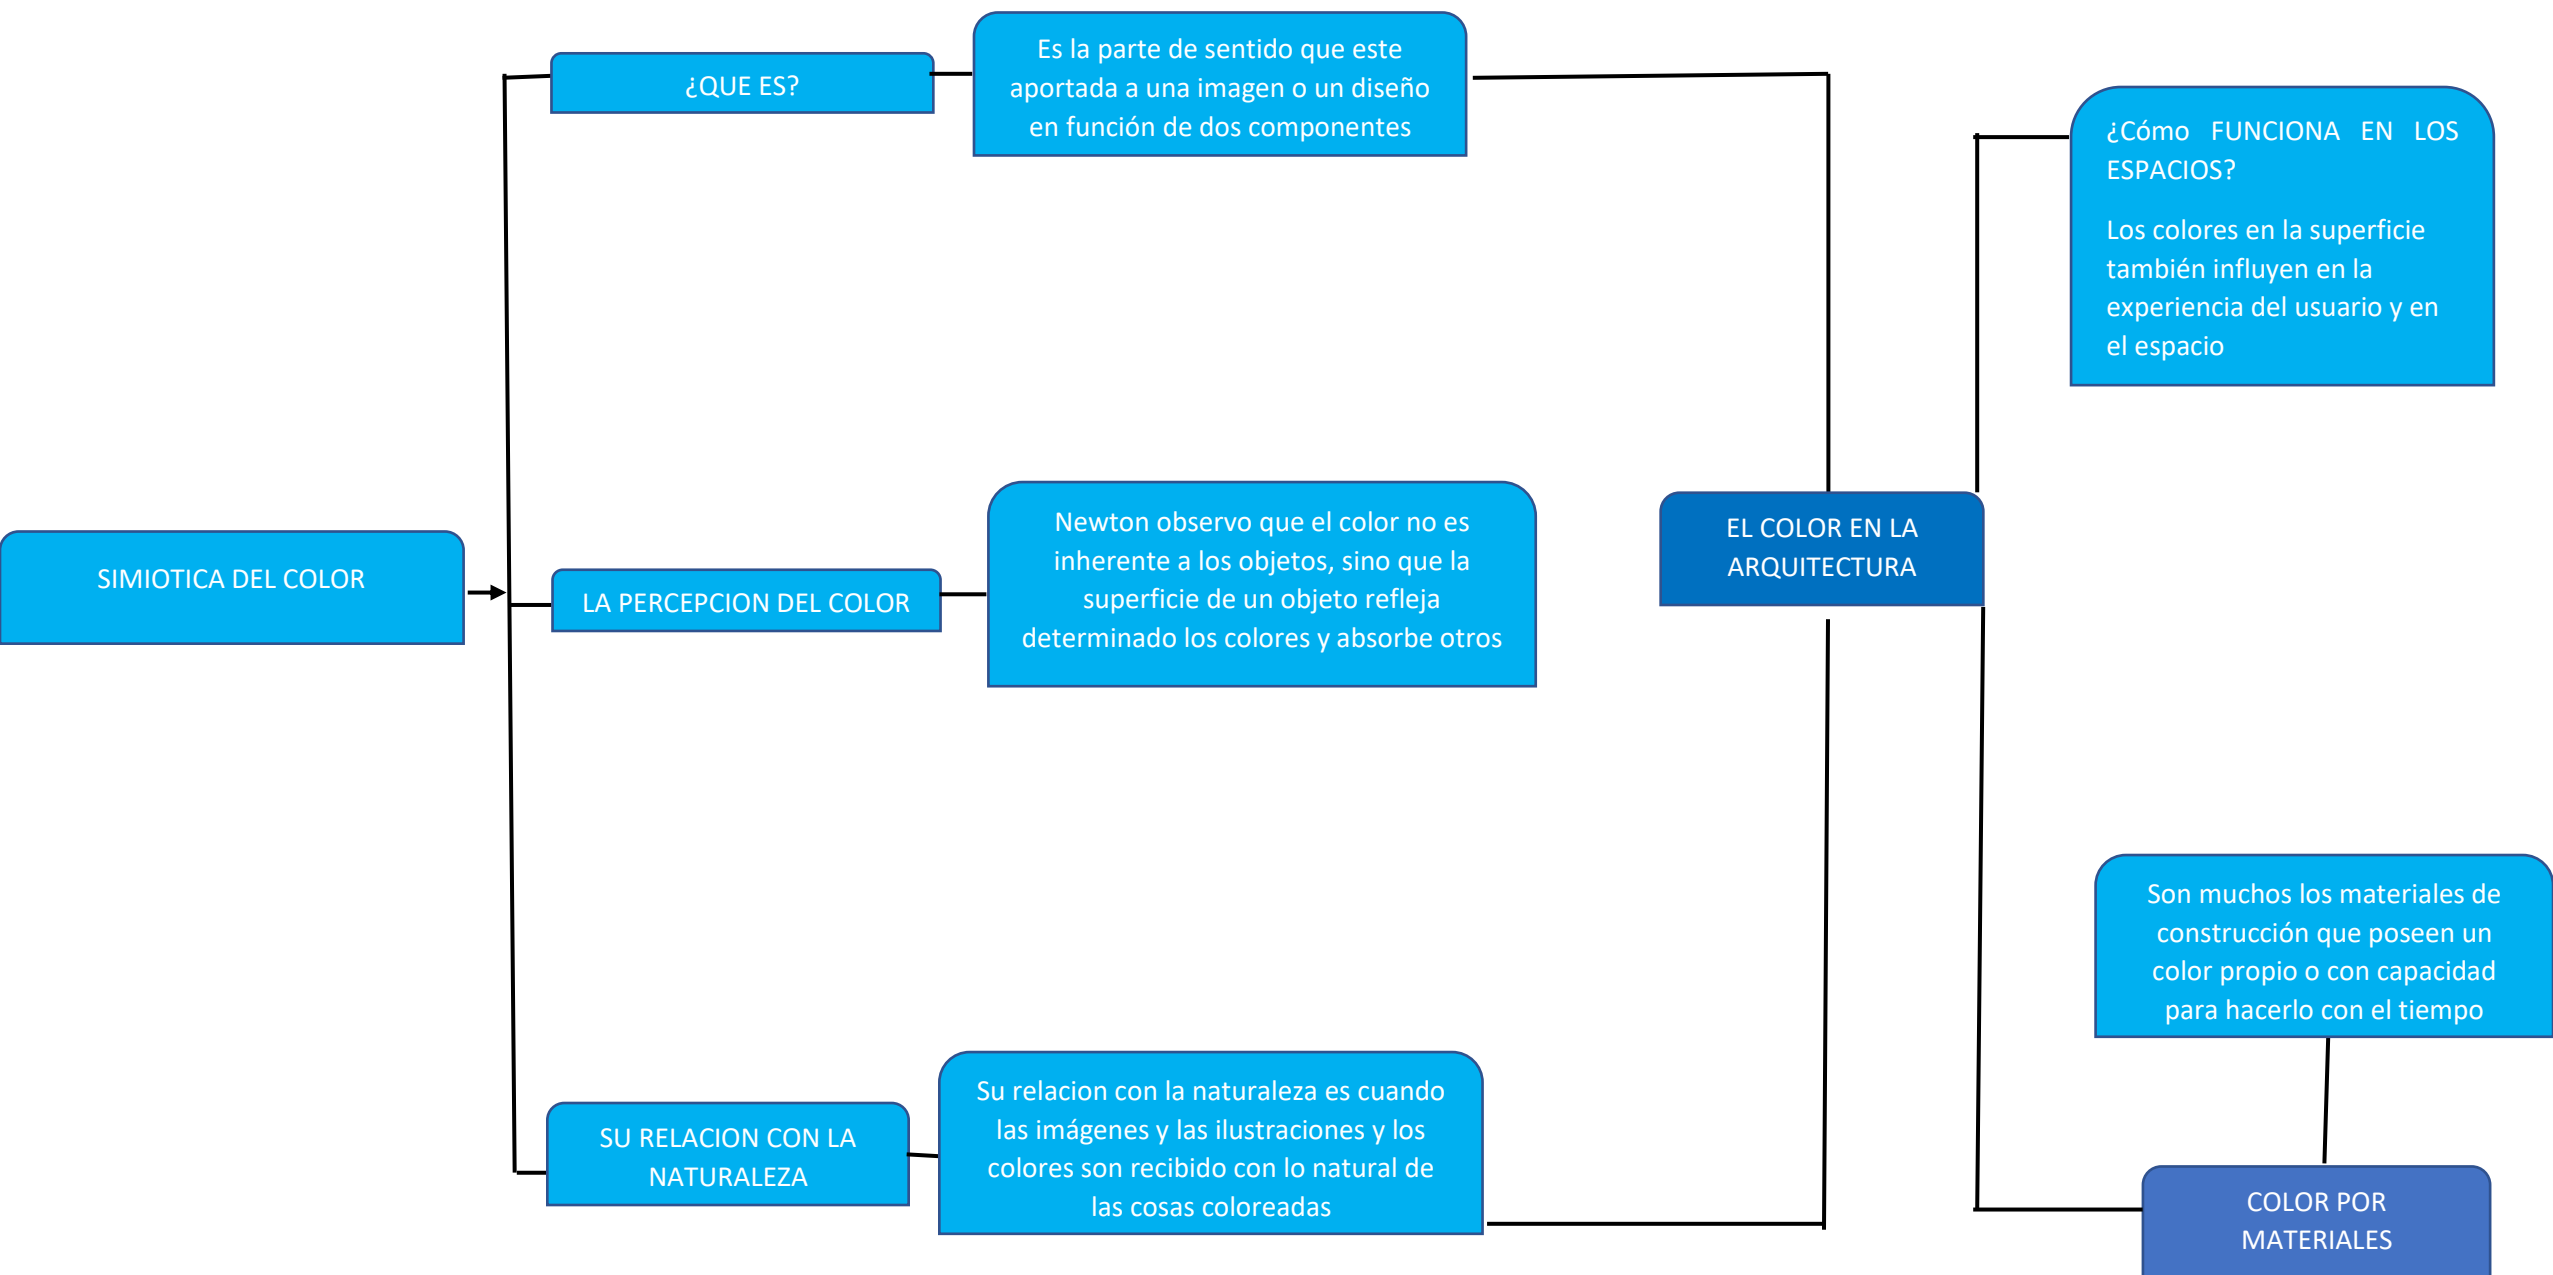 SIMIOTICA DEL COLOR
¿QUE ES?
Es la parte de sentido que este
aportada a una imagen o un diseño
en función de dos componentes
LA PERCEPCION DEL COLOR
Newton observo que el color no es
inherente a los objetos, sino que la
superficie de un objeto refleja
determinado los colores y absorbe otros
SU RELACION CON LA
NATURALEZA
Su relacion con la naturaleza es cuando
las imágenes y las ilustraciones y los
colores son recibido con lo natural de
las cosas coloreadas
EL COLOR EN LA
ARQUITECTURA
¿Cómo FUNCIONA EN LOS
ESPACIOS?
Los colores en la superficie
también influyen en la
experiencia del usuario y en
el espacio
Son muchos los materiales de
construcción que poseen un
color propio o con capacidad
para hacerlo con el tiempo
COLOR POR
MATERIALES